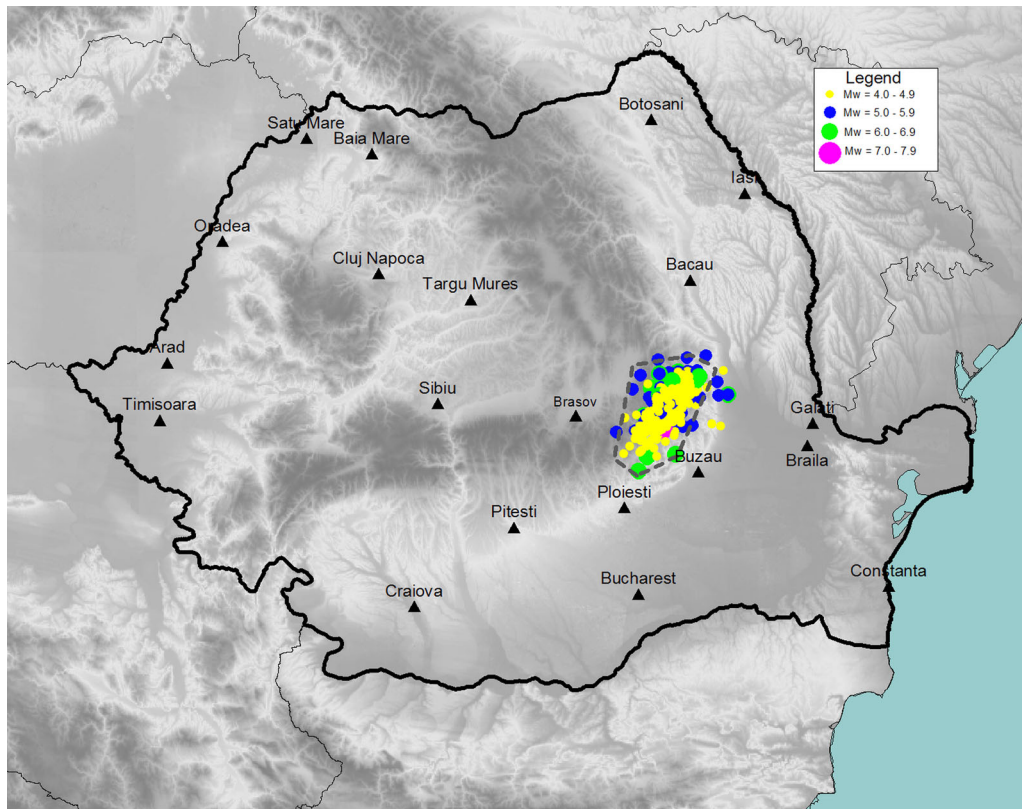 Legend
Mw = 4.0 - 4.9
Mw = 5.0 - 5.9
Mw = 6.0 - 6.9
Mw = 7.0 - 7.9
Botosani
Satu Mare
Baia Mare
Iasi
Oradea
Cluj Napoca
Bacau
Targu Mures
Arad
Sibiu
Brasov
Timisoara
Galati
Buzau
Braila
Ploiesti
Pitesti
Constanta
Bucharest
Craiova